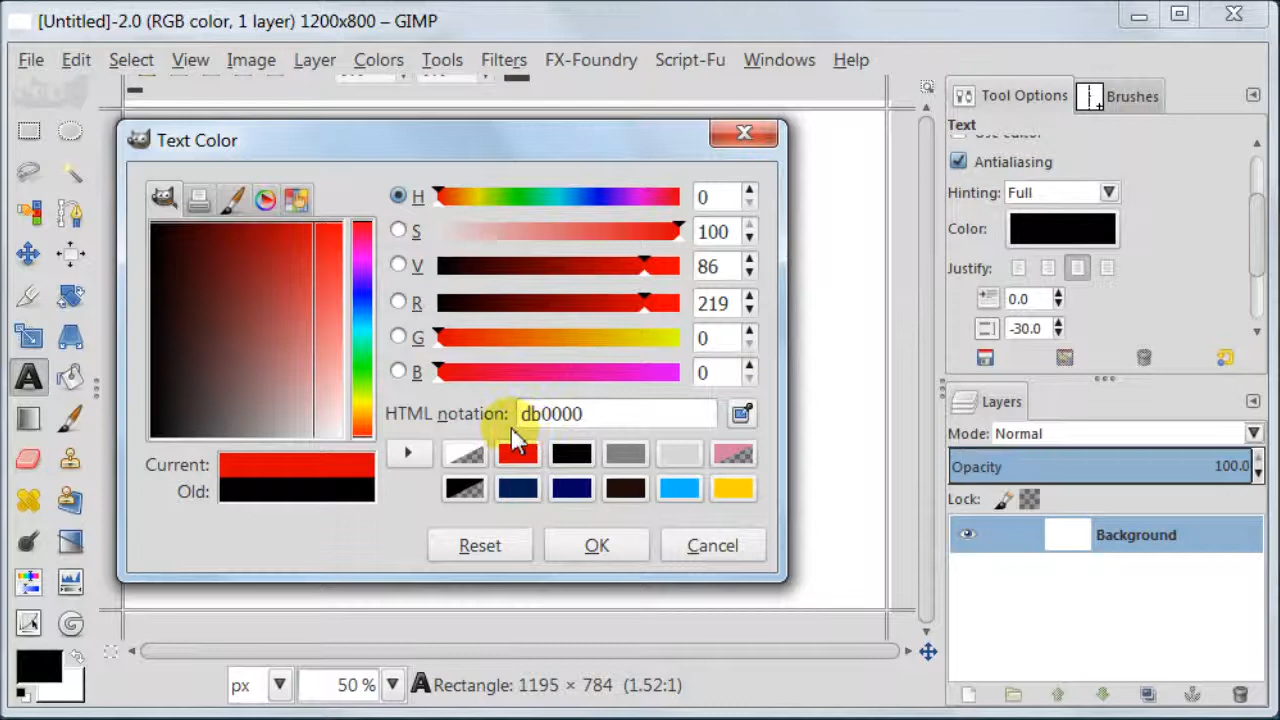 [Untitled]-2.0 (RGB color, 1 layer) 1200x800 – GIMP
File Edit Select View Image Layer Colors Tools Filters FX-Foundry Script-Fu Windows Help
Tool Options Brushes
Text
Use editor
Antialiasing
Hinting: Full
Color:
Justify:
0.0
-30.0
Text Color
H 0
S 100
V 86
R 219
G 0
B 0
HTML notation: db0000
Current:
Old:
Reset OK Cancel
Layers
Mode: Normal
Opacity 100.0
Lock:
Background
px 50 % Rectangle: 1195 × 784 (1.52:1)